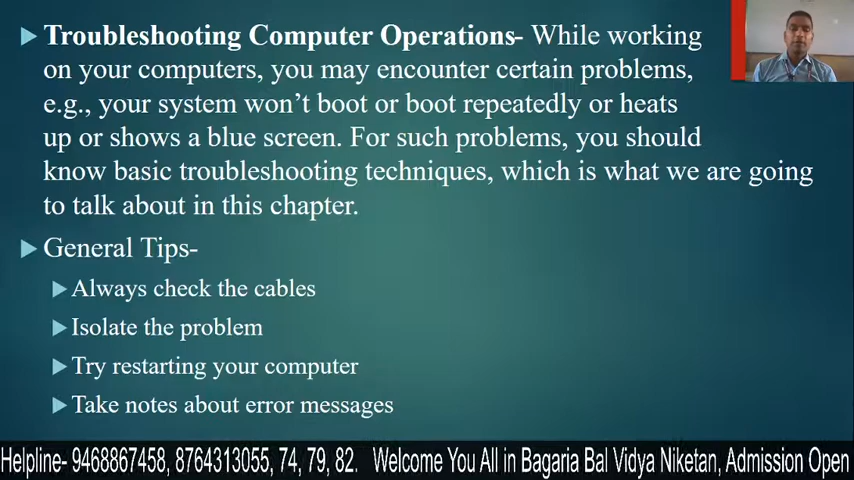 Troubleshooting Computer Operations- While working
on your computers, you may encounter certain problems,
e.g., your system won’t boot or boot repeatedly or heats
up or shows a blue screen. For such problems, you should
know basic troubleshooting techniques, which is what we are going
to talk about in this chapter.
General Tips-
Always check the cables
Isolate the problem
Try restarting your computer
Take notes about error messages
Helpline- 9468867458, 8764313055, 74, 79, 82. Welcome You All in Bagaria Bal Vidya Niketan, Admission Open